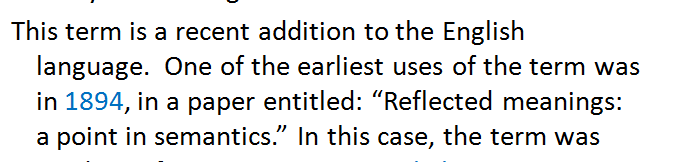 This term is a recent addition to the English
language.  One of the earliest uses of the term was
in 1894, in a paper entitled: “Reflected meanings:
a point in semantics.” In this case, the term was